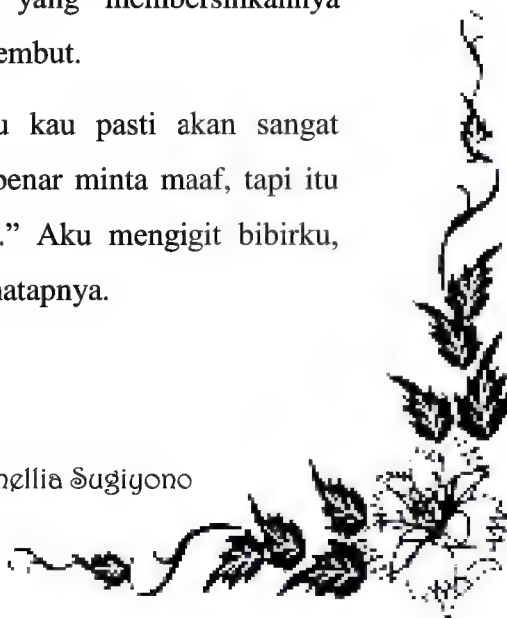 yang membersihkannya
embut.
u kau pasti akan sangat
benar minta maaf, tapi itu
.” Aku mengigit bibirku,
natapnya.
nellia Sugiyono